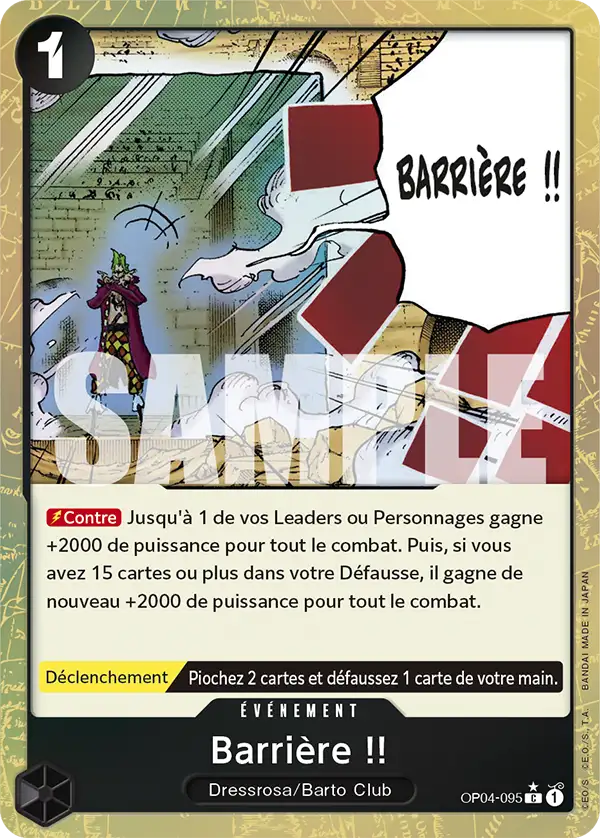 1
BARRIÈRE !!
SAMPLE
⚡Contre Jusqu'à 1 de vos Leaders ou Personnages gagne
+2000 de puissance pour tout le combat. Puis, si vous
avez 15 cartes ou plus dans votre Défausse, il gagne de
nouveau +2000 de puissance pour tout le combat.
Déclenchement Piochez 2 cartes et défaussez 1 carte de votre main.
ÉVÉNEMENT
Barrière !!
Dressrosa/Barto Club
OP04-095 C 1
©E.O./S. ©E.O./S.,T.A. BANDAI MADE IN JAPAN